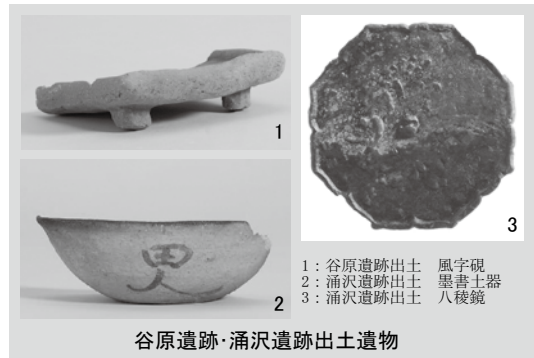 1
田
人
2
3
1：谷原遺跡出土　風字硯
2：涌沢遺跡出土　墨書土器
3：涌沢遺跡出土　八稜鏡
谷原遺跡・涌沢遺跡出土遺物